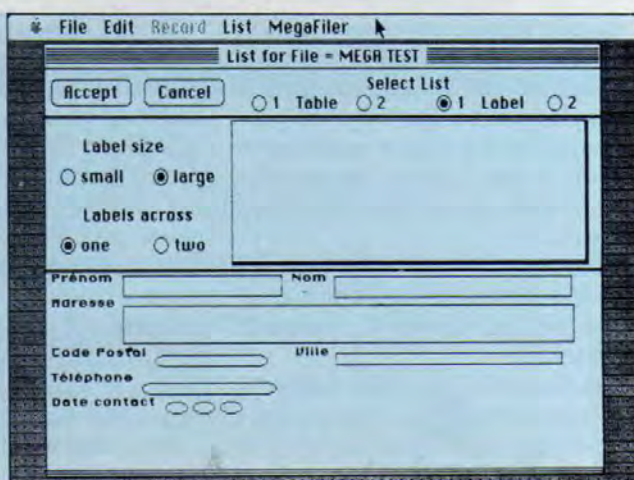 File Edit Record List MegaFiler
List for File = MEGA TEST
Accept Cancel
Select List
1 Table 2 1 Label 2
Label size
small large
Labels across
one two
Prénom Nom
Adresse
Code Postal Ville
Téléphone
Date contact